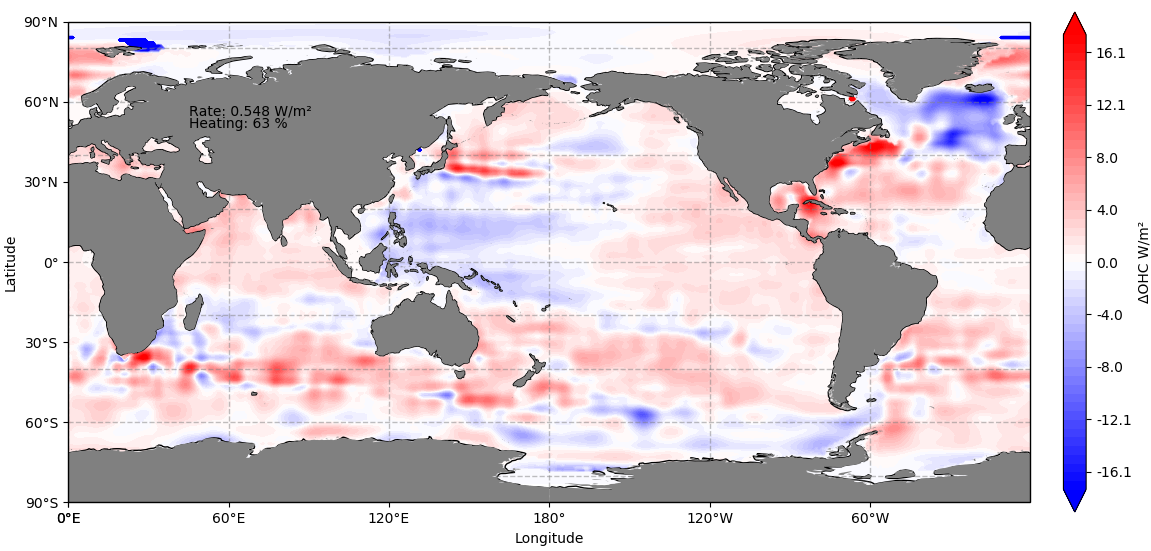 90°N
60°N
30°N
0°
30°S
60°S
90°S
Latitude
Rate: 0.548 W/m²
Heating: 63 %
0°E
60°E
120°E
180°
120°W
60°W
Longitude
16.1
12.1
8.0
4.0
0.0
-4.0
-8.0
-12.1
-16.1
ΔOHC W/m²